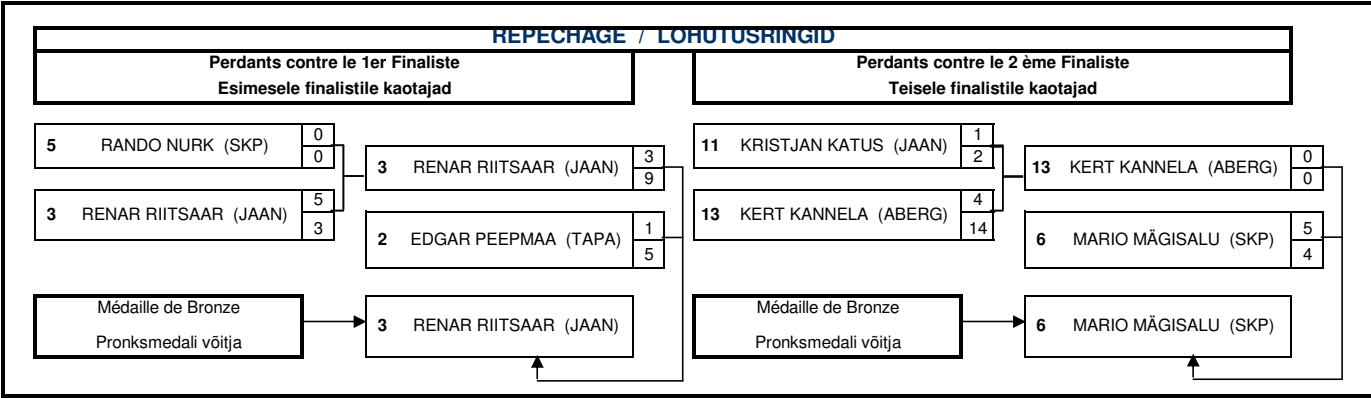 REPECHAGE / LOHUTUSRINGID
Perdants contre le 1er Finaliste
Esimesele finalistile kaotajad
Perdants contre le 2 ème Finaliste
Teisele finalistile kaotajad
5 RANDO NURK (SKP) 0
0
3 RENAR RIITSAAR (JAAN) 5
3
3 RENAR RIITSAAR (JAAN) 3
9
2 EDGAR PEEPMAA (TAPA) 1
5
Médaille de Bronze
Pronksmedali võitja
3 RENAR RIITSAAR (JAAN)
11 KRISTJAN KATUS (JAAN) 1
2
13 KERT KANNELA (ABERG) 4
14
13 KERT KANNELA (ABERG) 0
0
6 MARIO MÄGISALU (SKP) 5
4
Médaille de Bronze
Pronksmedali võitja
6 MARIO MÄGISALU (SKP)